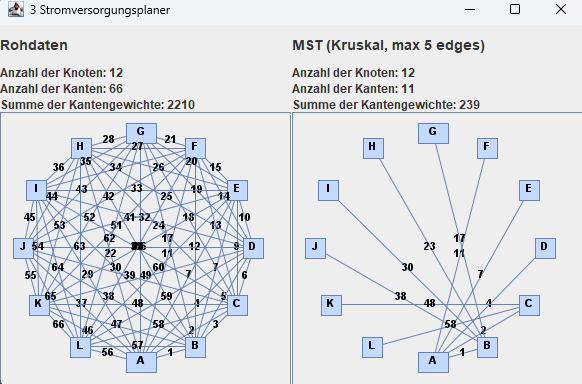 3 Stromversorgungsplaner
Rohdaten
Anzahl der Knoten: 12
Anzahl der Kanten: 66
Summe der Kantengewichte: 2210
28 G 21
H 27 F
36 35 34 26 20 15
I 44 43 42 33 25 19 14 E
45 53 52 51 41 32 24 18 13 10
J 54 63 62 22 17 11 12 9 D
55 64 29 30 39 49 60 7 7 6
K 65 37 38 48 59 4 5 C
66 46 47 58 2 3
L 57 B
56 A 1
MST (Kruskal, max 5 edges)
Anzahl der Knoten: 12
Anzahl der Kanten: 11
Summe der Kantengewichte: 239
G
H F
I E
J 23 17 11 D
30 7
38
K 48 4 C
58 2
L 1 B
A